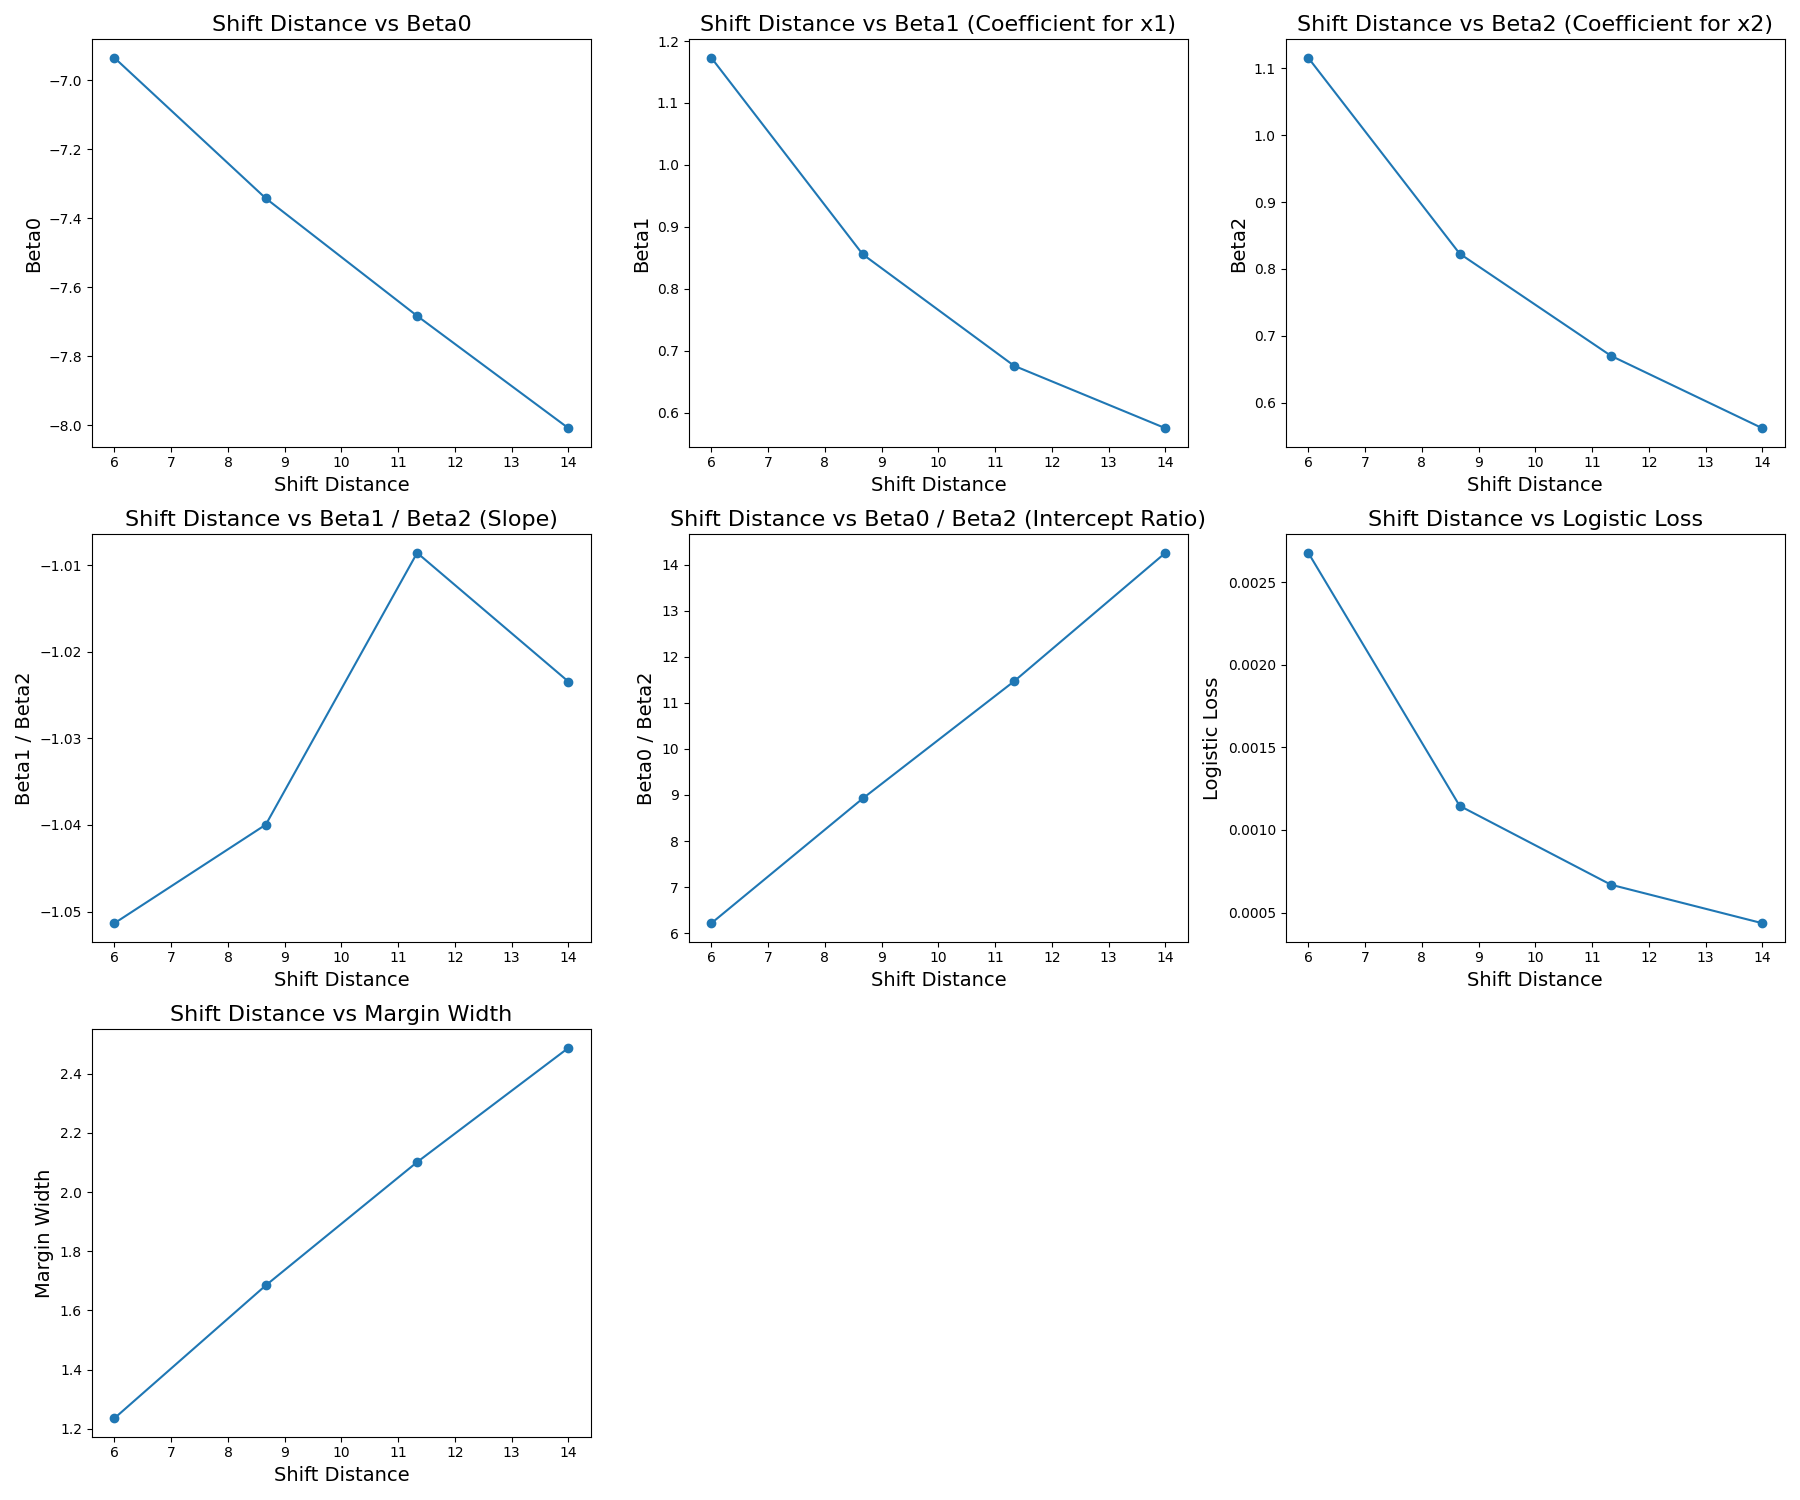 Shift Distance vs Beta0
Beta0
−7.0
−7.2
−7.4
−7.6
−7.8
−8.0
6 7 8 9 10 11 12 13 14
Shift Distance
Shift Distance vs Beta1 (Coefficient for x1)
Beta1
1.2
1.1
1.0
0.9
0.8
0.7
0.6
6 7 8 9 10 11 12 13 14
Shift Distance
Shift Distance vs Beta2 (Coefficient for x2)
Beta2
1.1
1.0
0.9
0.8
0.7
0.6
6 7 8 9 10 11 12 13 14
Shift Distance
Shift Distance vs Beta1 / Beta2 (Slope)
Beta1 / Beta2
−1.01
−1.02
−1.03
−1.04
−1.05
6 7 8 9 10 11 12 13 14
Shift Distance
Shift Distance vs Beta0 / Beta2 (Intercept Ratio)
Beta0 / Beta2
14
13
12
11
10
9
8
7
6
6 7 8 9 10 11 12 13 14
Shift Distance
Shift Distance vs Logistic Loss
Logistic Loss
0.0025
0.0020
0.0015
0.0010
0.0005
6 7 8 9 10 11 12 13 14
Shift Distance
Shift Distance vs Margin Width
Margin Width
2.4
2.2
2.0
1.8
1.6
1.4
1.2
6 7 8 9 10 11 12 13 14
Shift Distance